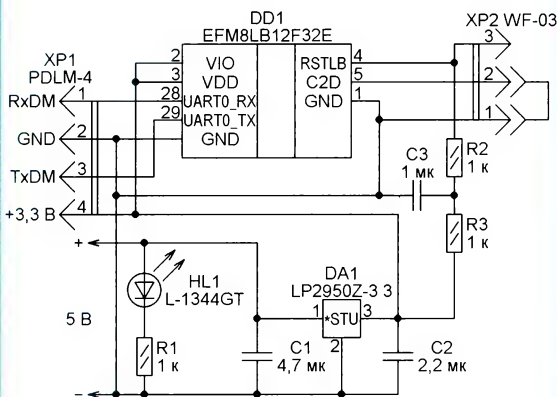 DD1
EFM8LB12F32E
XP2 WF-03
XP1
PDLM-4
2 VIO RSTLB 4 3
3 VDD C2D 5 2
RxDM 1 28 UART0_RX GND 1 1
29 UART0_TX
GND 2 GND
TxDM 3
C3
1 мк
R2
1 к
+3,3 В 4
R3
1 к
+
HL1
L-1344GT
DA1
LP2950Z-3 3
5 В
1 *STU 3
2
R1
1 к
C1
4,7 мк
C2
2,2 мк
−